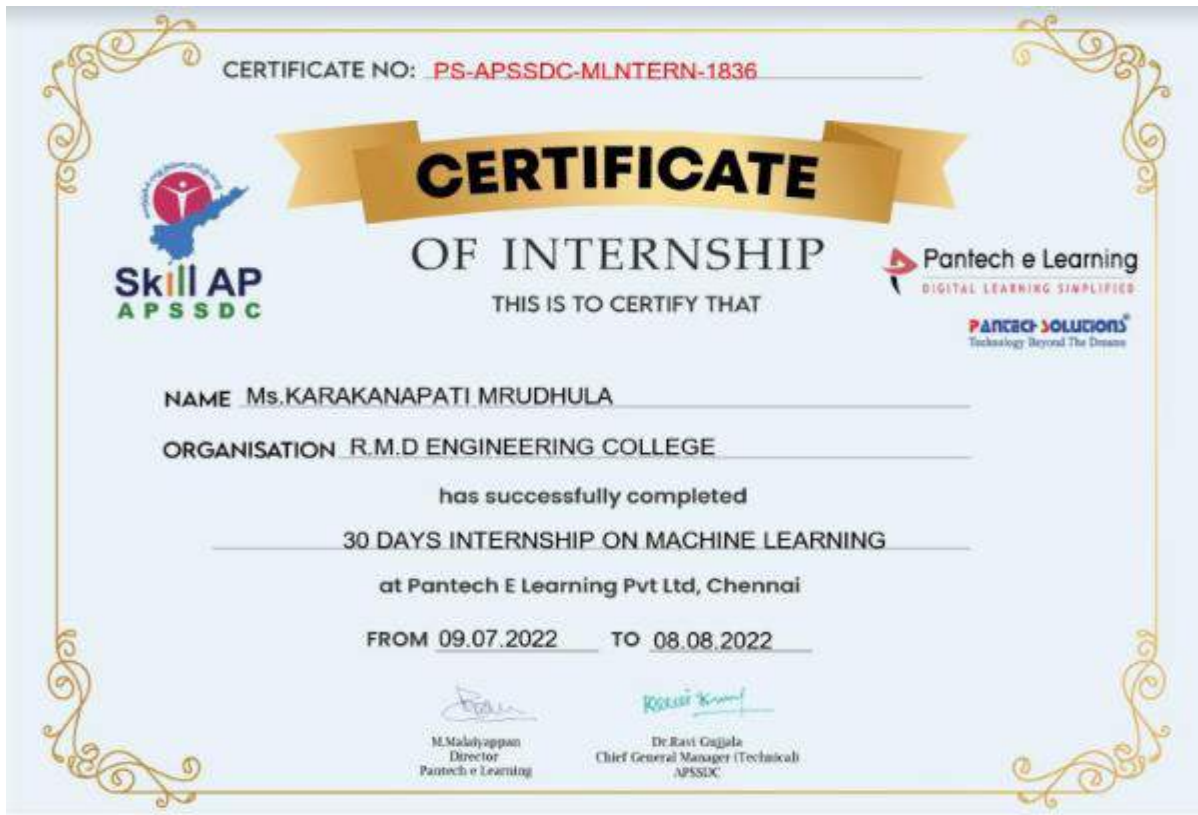 CERTIFICATE NO: PS-APSSDC-MLNTERN-1836
CERTIFICATE
OF INTERNSHIP
THIS IS TO CERTIFY THAT
Skill AP
APSSDC
Pantech e Learning
DIGITAL LEARNING SIMPLIFIED
PANTECH SOLUTIONS
Technology Beyond The Dreams
NAME Ms.KARAKANAPATI MRUDHULA
ORGANISATION R.M.D ENGINEERING COLLEGE
has successfully completed
30 DAYS INTERNSHIP ON MACHINE LEARNING
at Pantech E Learning Pvt Ltd, Chennai
FROM 09.07.2022 TO 08.08.2022
M.Malaiyappan
Director
Pantech e Learning
Dr.Ravi Gujjala
Chief General Manager (Technical)
APSSDC